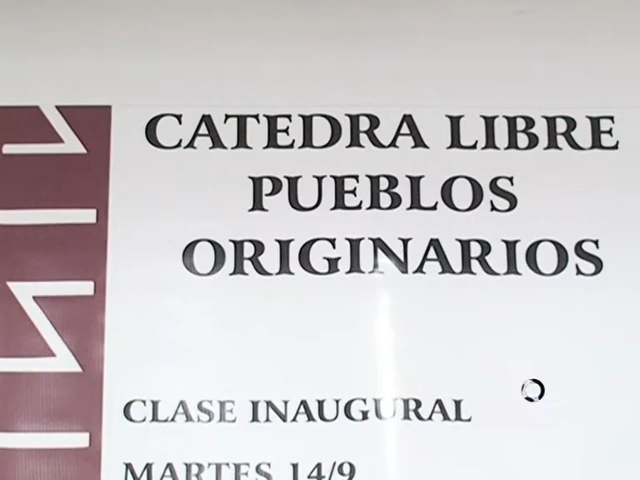 CATEDRA LIBRE
PUEBLOS
ORIGINARIOS
CLASE INAUGURAL
MARTES 14/9